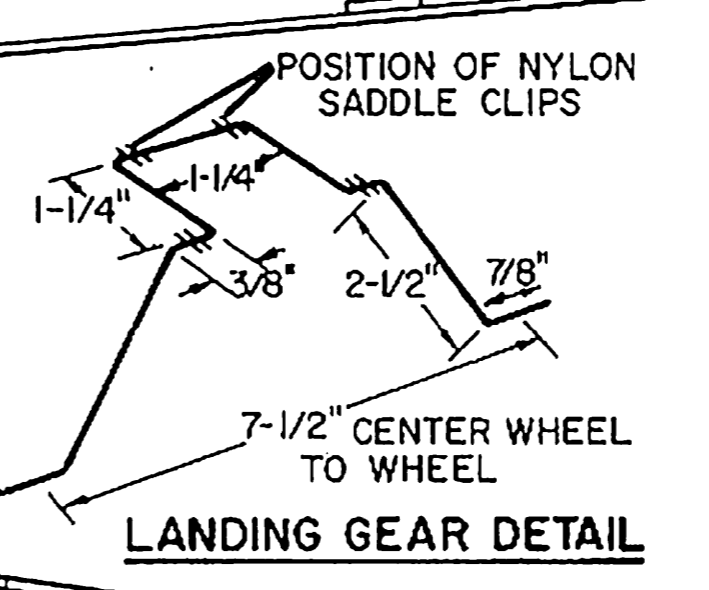 POSITION OF NYLON
SADDLE CLIPS
1-1/4"
1-1/4"
3/8"
2-1/2"
7/8"
7-1/2" CENTER WHEEL
TO WHEEL
LANDING GEAR DETAIL